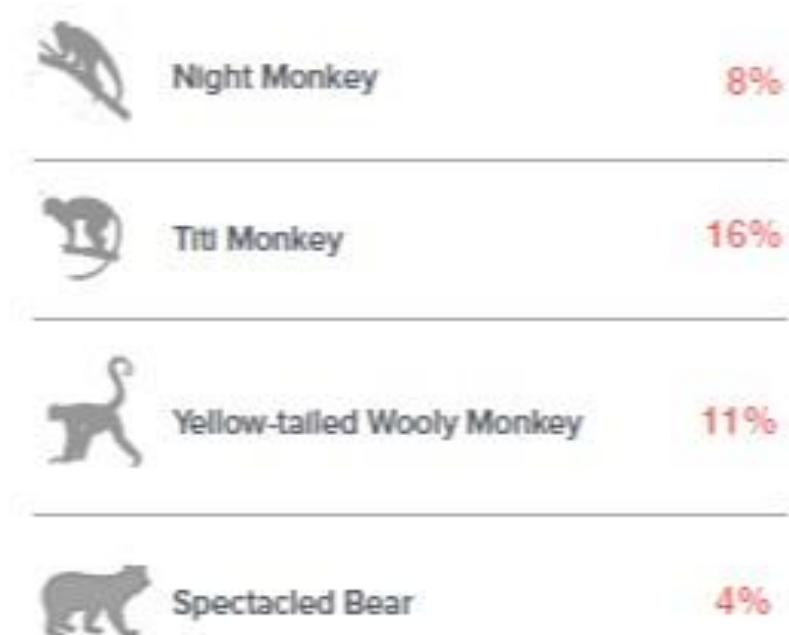 Night Monkey 8%
Titi Monkey 16%
Yellow-tailed Wooly Monkey 11%
Spectacled Bear 4%